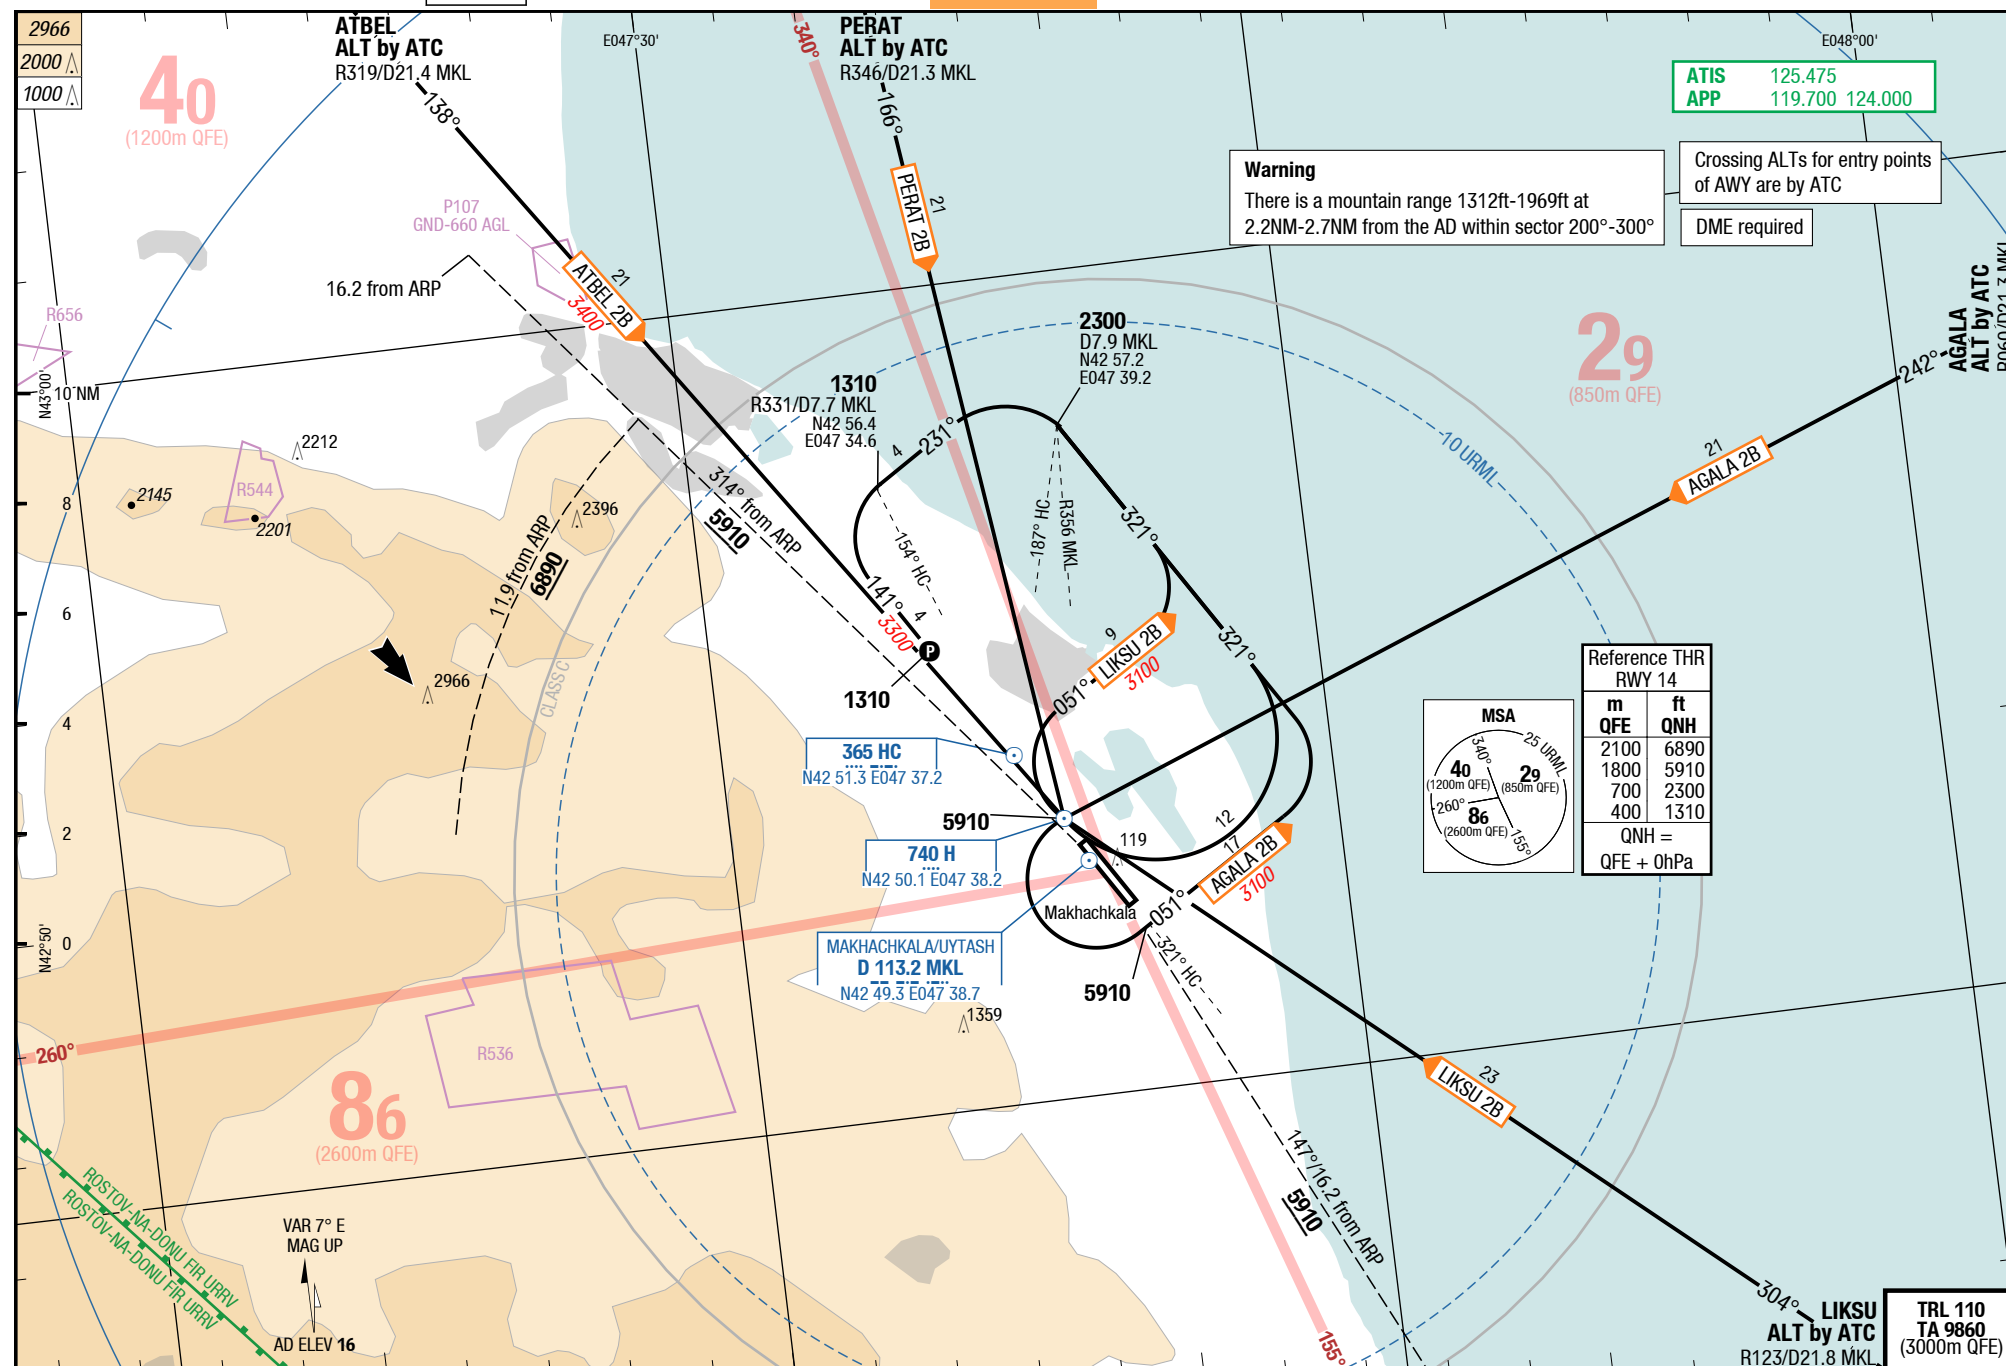 2966
2000
1000
40
(1200m QFE)
ATBEL
ALT by ATC
R319/D21.4 MKL
138°
E047°30'
340°
PERAT
ALT by ATC
R346/D21.3 MKL
166°
E048°00'
ATIS 125.475
APP 119.700 124.000
Warning
There is a mountain range 1312ft-1969ft at
2.2NM-2.7NM from the AD within sector 200°-300°
Crossing ALTs for entry points
of AWY are by ATC
DME required
P107
GND-660 AGL
21
PERAT 2B
16.2 from ARP
21
ATBEL 2B
3400
R656
N43°00'
10 NM
2300
D7.9 MKL
N42 57.2
E047 39.2
29
(850m QFE)
AGALA
ALT by ATC
242°
1310
R331/D7.7 MKL
N42 56.4
E047 34.6
4
231°
10 URML
21
AGALA 2B
2212
R544
2145
2201
2396
8
314° from ARP
5910
11.9 from ARP
6890
187° HC
R356 MKL
321°
154° HC
141°
4
3300
P
1310
6
321°
9
LIKSU 2B
3100
051°
CLASS C
2966
4
365 HC
N42 51.3 E047 37.2
MSA
340°
25 URML
40
(1200m QFE)
29
(850m QFE)
260°
86
(2600m QFE)
155°
Reference THR
RWY 14
m ft
QFE QNH
2100 6890
1800 5910
700 2300
400 1310
QNH =
QFE + 0hPa
2
5910
740 H
N42 50.1 E047 38.2
119
12
17
AGALA 2B
3100
051°
Makhachkala
N42°50'
0
MAKHACHKALA/UYTASH
D 113.2 MKL
N42 49.3 E047 38.7
321° HC
5910
1359
260°
R536
86
(2600m QFE)
23
LIKSU 2B
147°/16.2 from ARP
5910
ROSTOV-NA-DONU FIR URRV
ROSTOV-NA-DONU FIR URRV
VAR 7° E
MAG UP
AD ELEV 16
155°
304°
LIKSU
ALT by ATC
R123/D21.8 MKL
TRL 110
TA 9860
(3000m QFE)